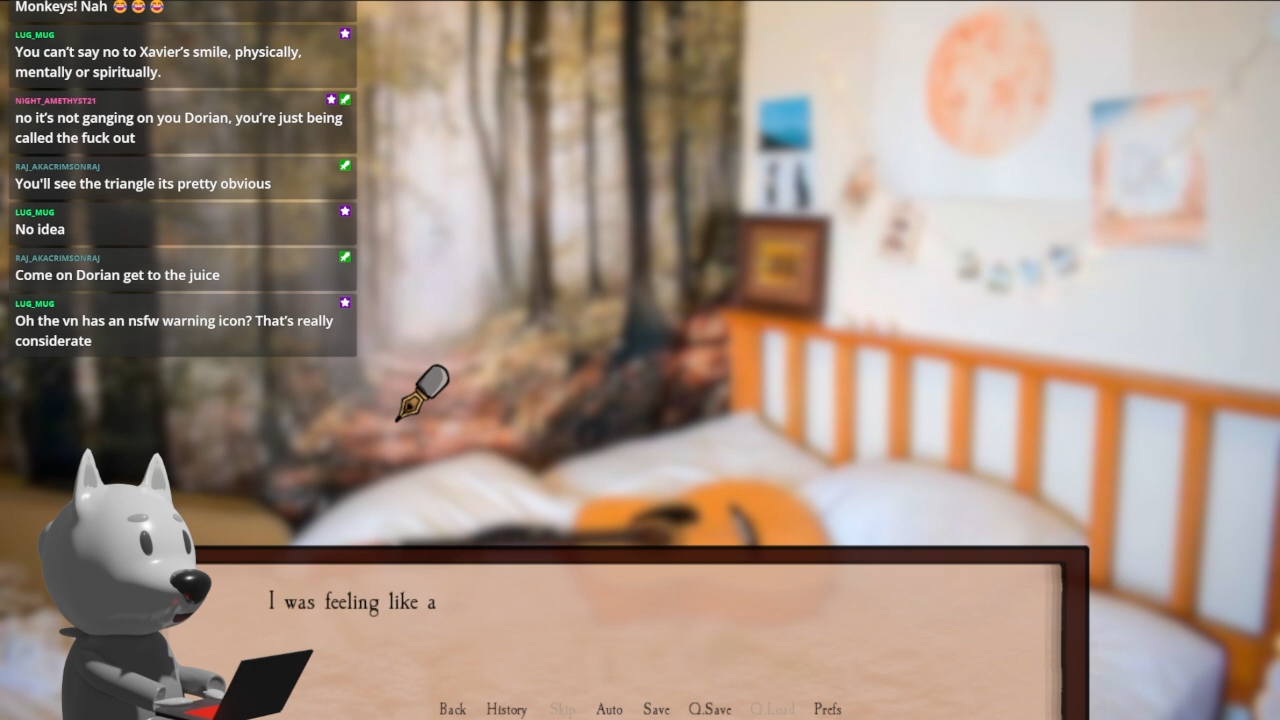 Monkeys! Nah 😂 😂 😂
LUG_MUG
You can't say no to Xavier's smile, physically,
mentally or spiritually.
NIGHT_AMETHYST21
no it's not ganging on you Dorian, you're just being
called the fuck out
RAJ_AKACRIMSONRAJ
You'll see the triangle its pretty obvious
LUG_MUG
No idea
RAJ_AKACRIMSONRAJ
Come on Dorian get to the juice
LUG_MUG
Oh the vn has an nsfw warning icon? That's really
considerate
I was feeling like a
Back History Skip Auto Save Q.Save Q.Load Prefs